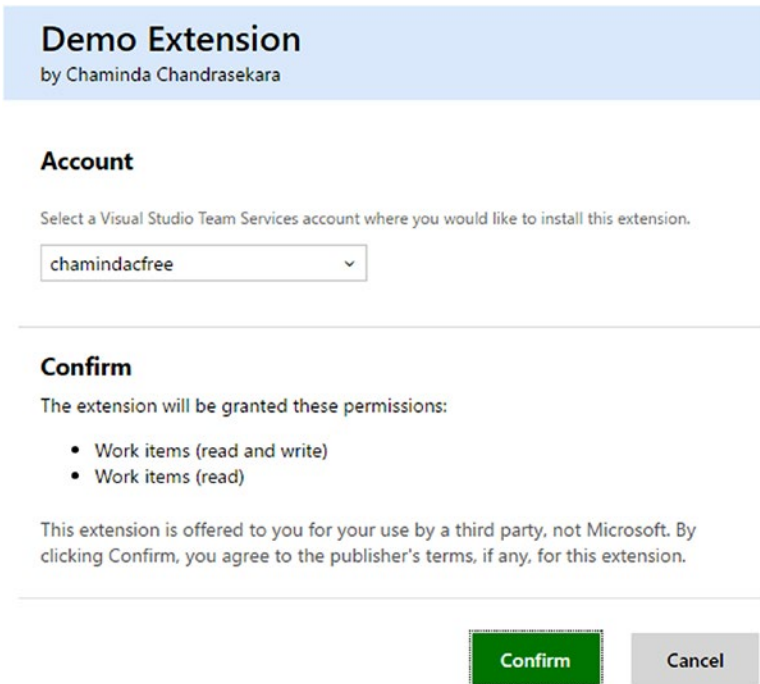 Demo Extension
by Chaminda Chandrasekara
Account
Select a Visual Studio Team Services account where you would like to install this extension.
chamindacfree
Confirm
The extension will be granted these permissions:
• Work items (read and write)
• Work items (read)
This extension is offered to you for your use by a third party, not Microsoft. By
clicking Confirm, you agree to the publisher's terms, if any, for this extension.
Confirm Cancel